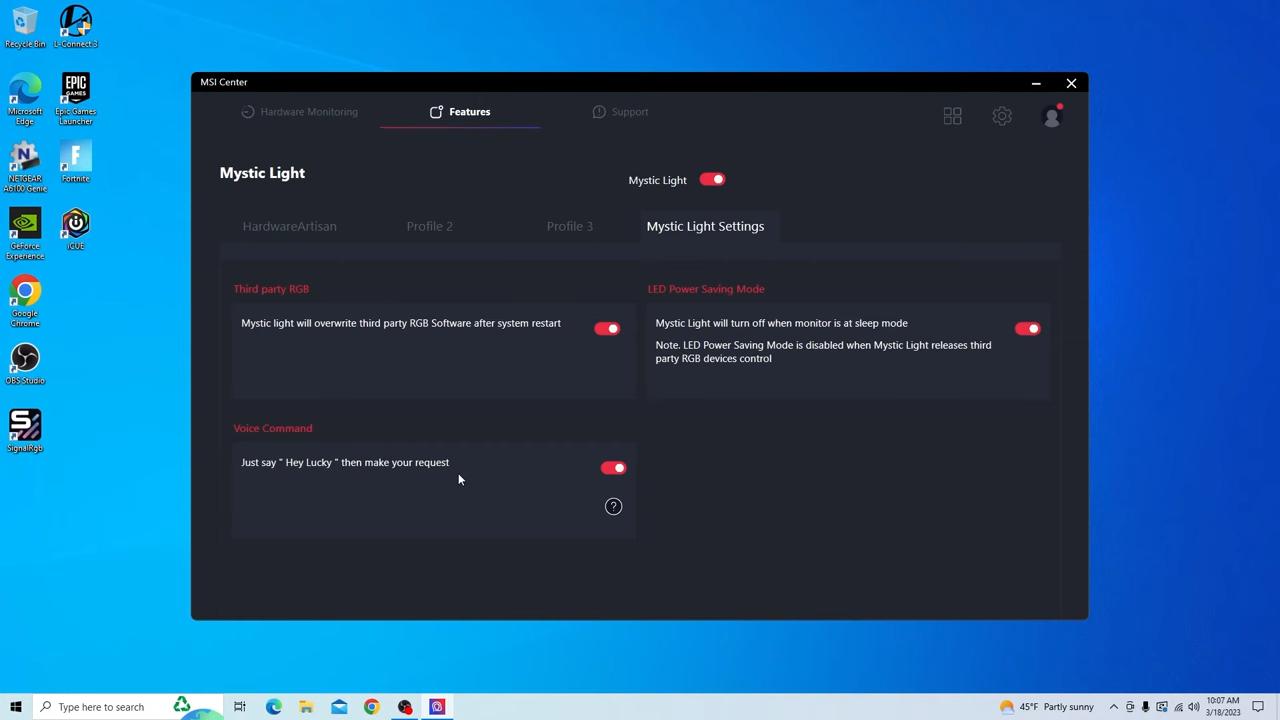 Recycle Bin
L-Connect 3
Microsoft
Edge
EPIC
GAMES
Epic Games
Launcher
NETGEAR
A6100 Genie
Fortnite
GeForce
Experience
iCUE
Google
Chrome
OBS Studio
SignalRgb
MSI Center
Hardware Monitoring
Features
Support
Mystic Light
Mystic Light
HardwareArtisan
Profile 2
Profile 3
Mystic Light Settings
Third party RGB
Mystic light will overwrite third party RGB Software after system restart
LED Power Saving Mode
Mystic Light will turn off when monitor is at sleep mode
Note. LED Power Saving Mode is disabled when Mystic Light releases third
party RGB devices control
Voice Command
Just say " Hey Lucky " then make your request
?
Type here to search
45°F Partly sunny
10:07 AM
3/18/2023